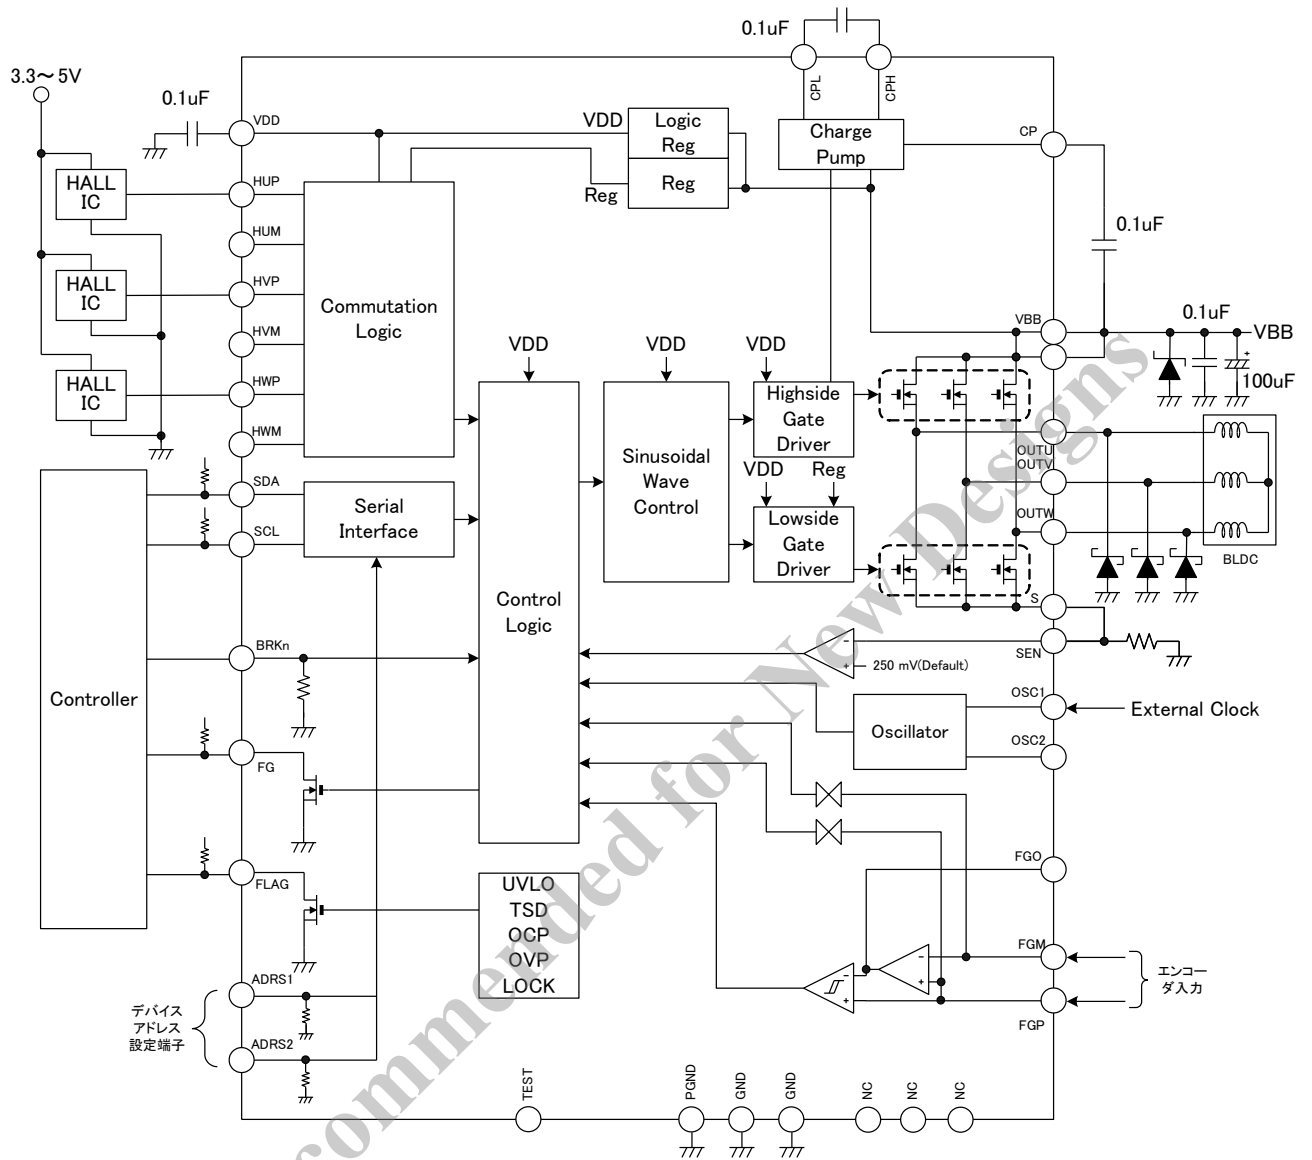 0.1uF
3.3～5V
0.1uF
CPL
CPH
VDD
VDD
Logic
Reg
Charge
Pump
CP
HALL
IC
HUP
Reg
Reg
HUM
0.1uF
HALL
IC
HVP
Commutation
Logic
0.1uF
VBB
VBB
HVM
VDD
VDD
VDD
HALL
IC
HWP
Highside
Gate
Driver
100uF
HWM
OUTU
OUTV
Sinusoidal
Wave
Control
VDD
Reg
SDA
Serial
Interface
SCL
Lowside
Gate
Driver
OUTW
BLDC
Control
Logic
S
BRKn
SEN
250 mV(Default)
Controller
OSC1
External Clock
Oscillator
OSC2
FG
FGO
FLAG
UVLO
TSD
OCP
OVP
LOCK
FGM
エンコー
ダ入力
FGP
ADRS1
デバイス
アドレス
設定端子
ADRS2
TEST
PGND
GND
GND
NC
NC
NC
commended for New Designs